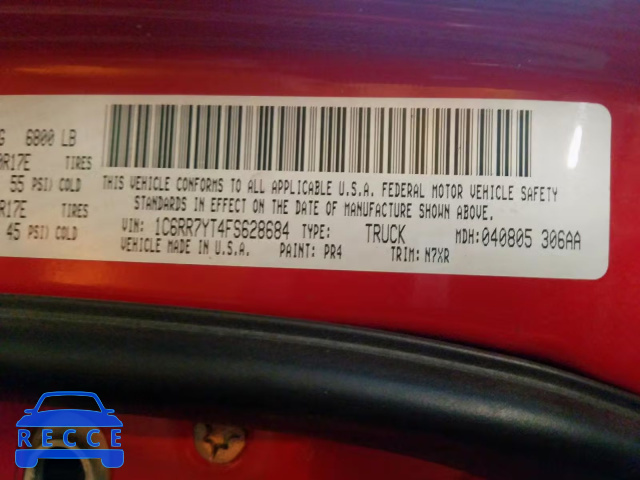 G 6800 LB
R17E TIRES
55 PSI) COLD
R17E TIRES
45 PSI) COLD
THIS VEHICLE CONFORMS TO ALL APPLICABLE U.S.A. FEDERAL MOTOR VEHICLE SAFETY
STANDARDS IN EFFECT ON THE DATE OF MANUFACTURE SHOWN ABOVE.
VIN: 1C6RR7YT4FS628684 TYPE: TRUCK MDH:040805 306AA
VEHICLE MADE IN U.S.A. PAINT: PR4 TRIM: N7XR
RECCE